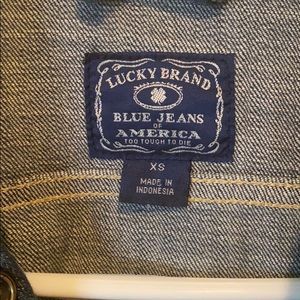 LUCKY BRAND
BLUE JEANS
OF
AMERICA
TOO TOUGH TO DIE
XS
MADE IN
INDONESIA